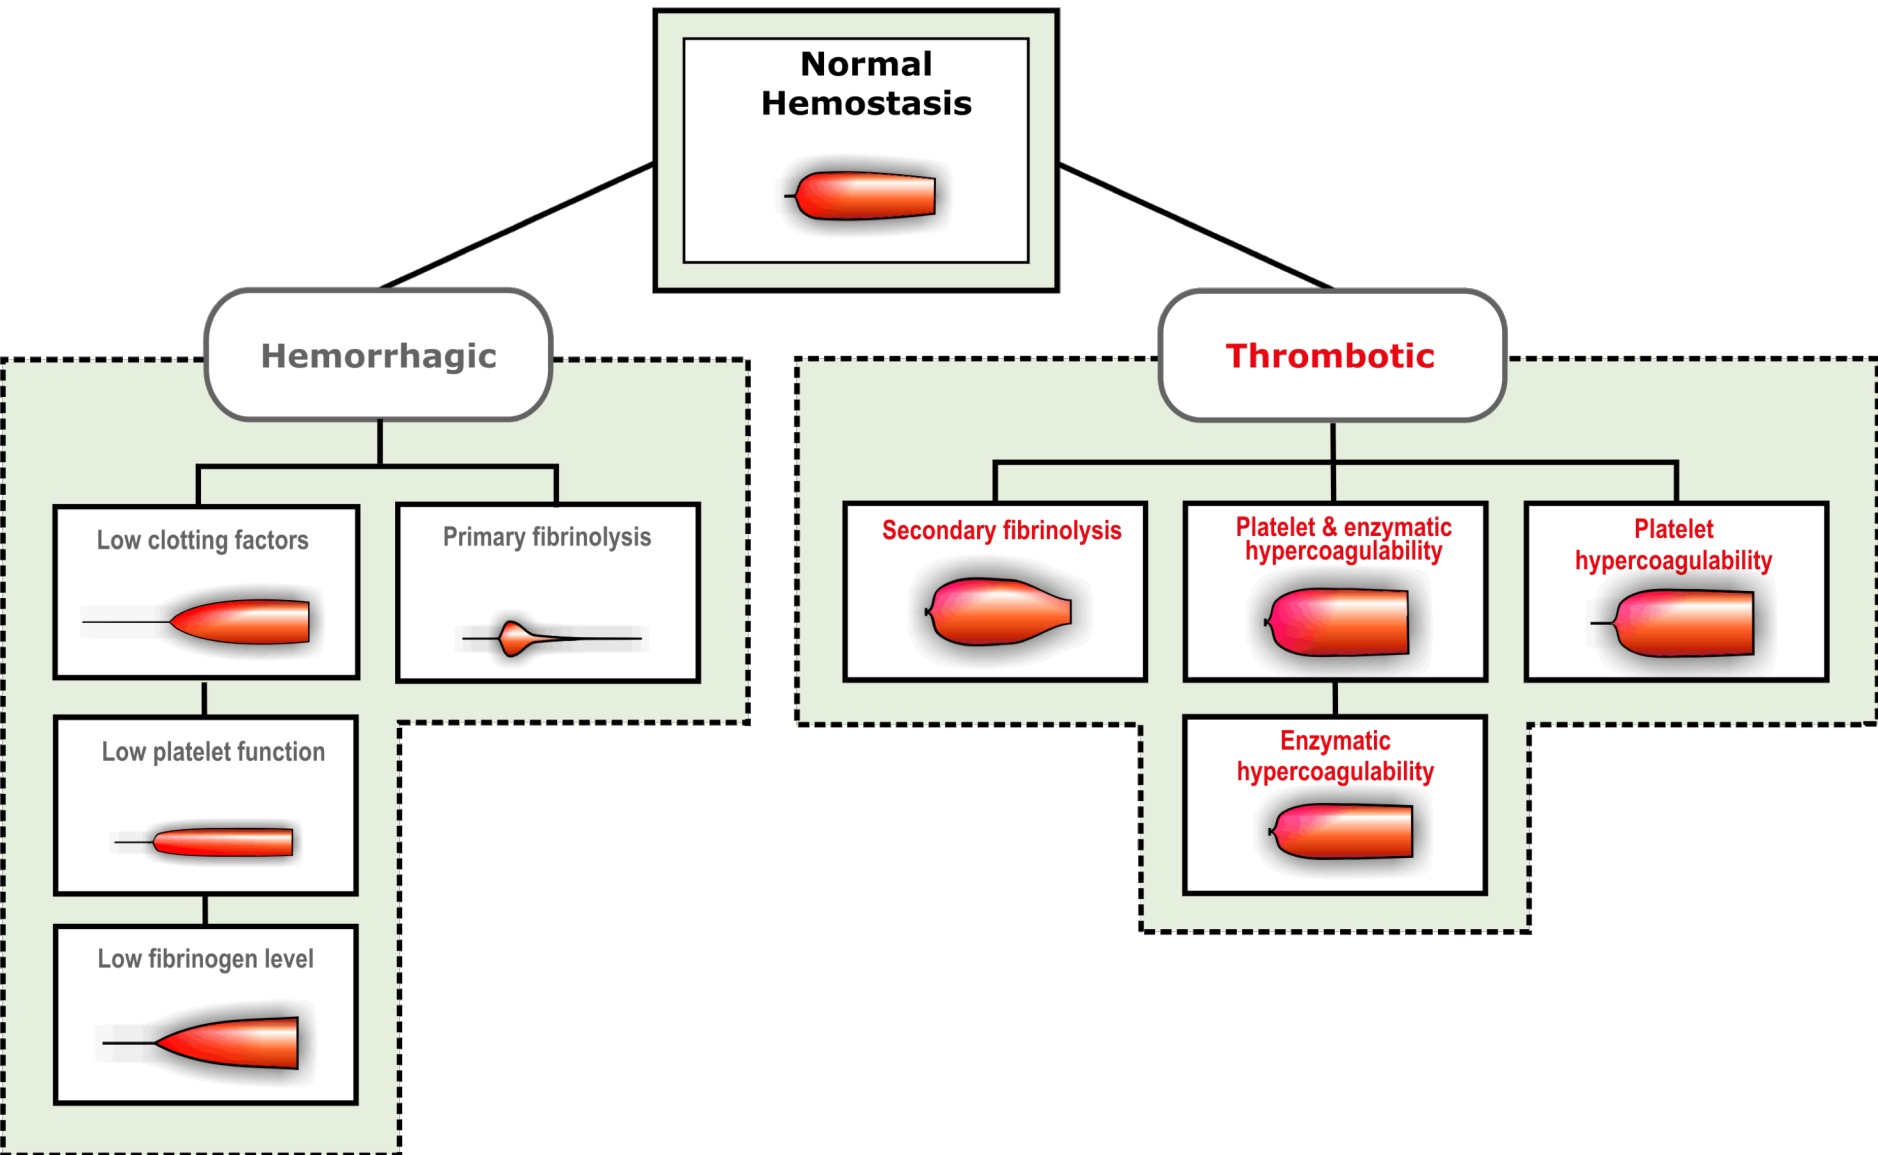 Normal
Hemostasis
Hemorrhagic
Thrombotic
Low clotting factors
Primary fibrinolysis
Secondary fibrinolysis
Platelet & enzymatic
hypercoagulability
Platelet
hypercoagulability
Low platelet function
Enzymatic
hypercoagulability
Low fibrinogen level